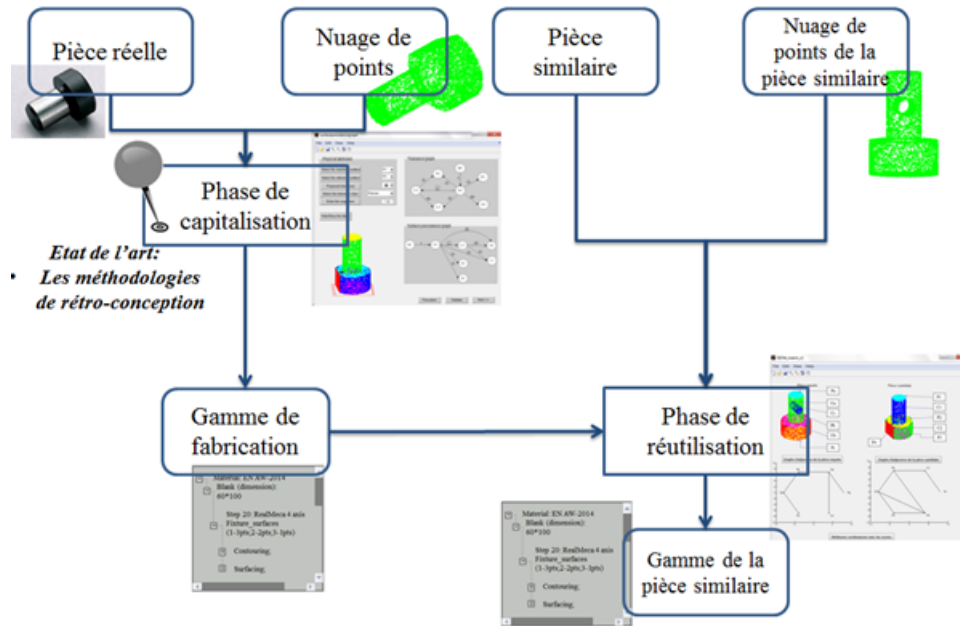 Pièce réelle
Nuage de
points
Pièce
similaire
Nuage de
points de la
pièce similaire
Phase de
capitalisation
Etat de l'art:
Les méthodologies
de rétro-conception
Gamme de
fabrication
Phase de
réutilisation
Material: EN AW-2014
Blank (dimension):
60*100
Step 20: RealMeca 4 axis
Fixture_surfaces
(1-3pts,2-2pts,3-1pts)
Contouring;
Surfacing;
Material: EN AW-2014
Blank (dimension):
60*100
Step 20: RealMeca 4 axis
Fixture_surfaces
(1-3pts,2-2pts,3-1pts)
Contouring;
Surfacing;
Gamme de la
pièce similaire